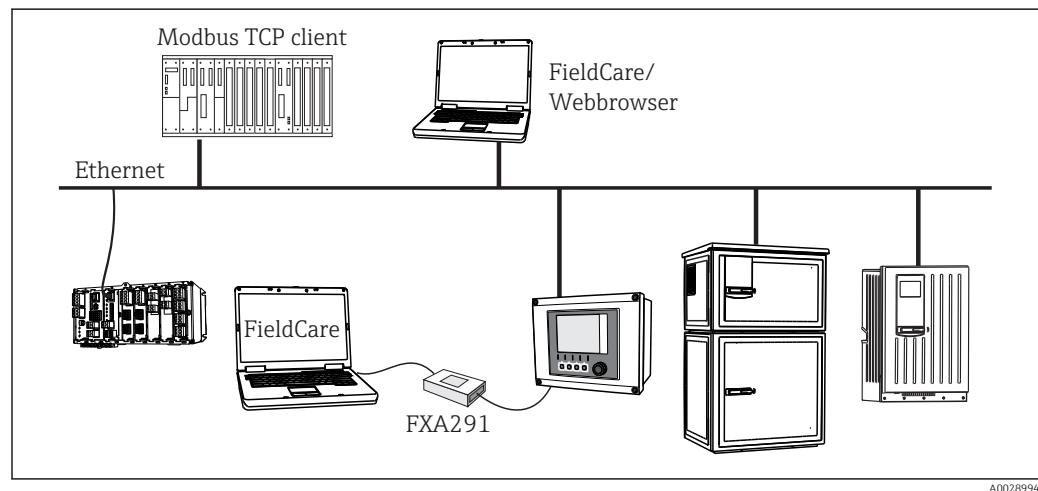 Modbus TCP client
FieldCare/
Webbrowser
Ethernet
FieldCare
FXA291
A0028994